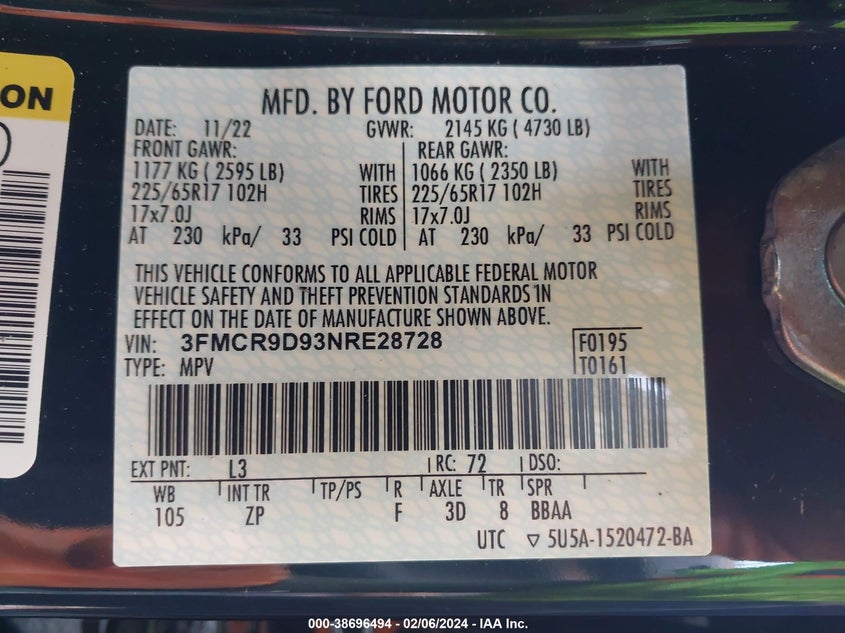 ON
MFD. BY FORD MOTOR CO.
DATE: 11/22 GVWR: 2145 KG ( 4730 LB)
FRONT GAWR: REAR GAWR:
1177 KG ( 2595 LB) WITH 1066 KG ( 2350 LB) WITH
225/65R17 102H TIRES 225/65R17 102H TIRES
17x7.0J RIMS 17x7.0J RIMS
AT 230 kPa/ 33 PSI COLD AT 230 kPa/ 33 PSI COLD
THIS VEHICLE CONFORMS TO ALL APPLICABLE FEDERAL MOTOR
VEHICLE SAFETY AND THEFT PREVENTION STANDARDS IN
EFFECT ON THE DATE OF MANUFACTURE SHOWN ABOVE.
VIN: 3FMCR9D93NRE28728 F0195
TYPE: MPV T0161
EXT PNT: L3 RC: 72 DSO:
WB INT TR TP/PS R AXLE TR SPR
105 ZP F 3D 8 BBAA
UTC ▽ 5U5A-1520472-BA
000-38696494 - 02/06/2024 - IAA Inc.